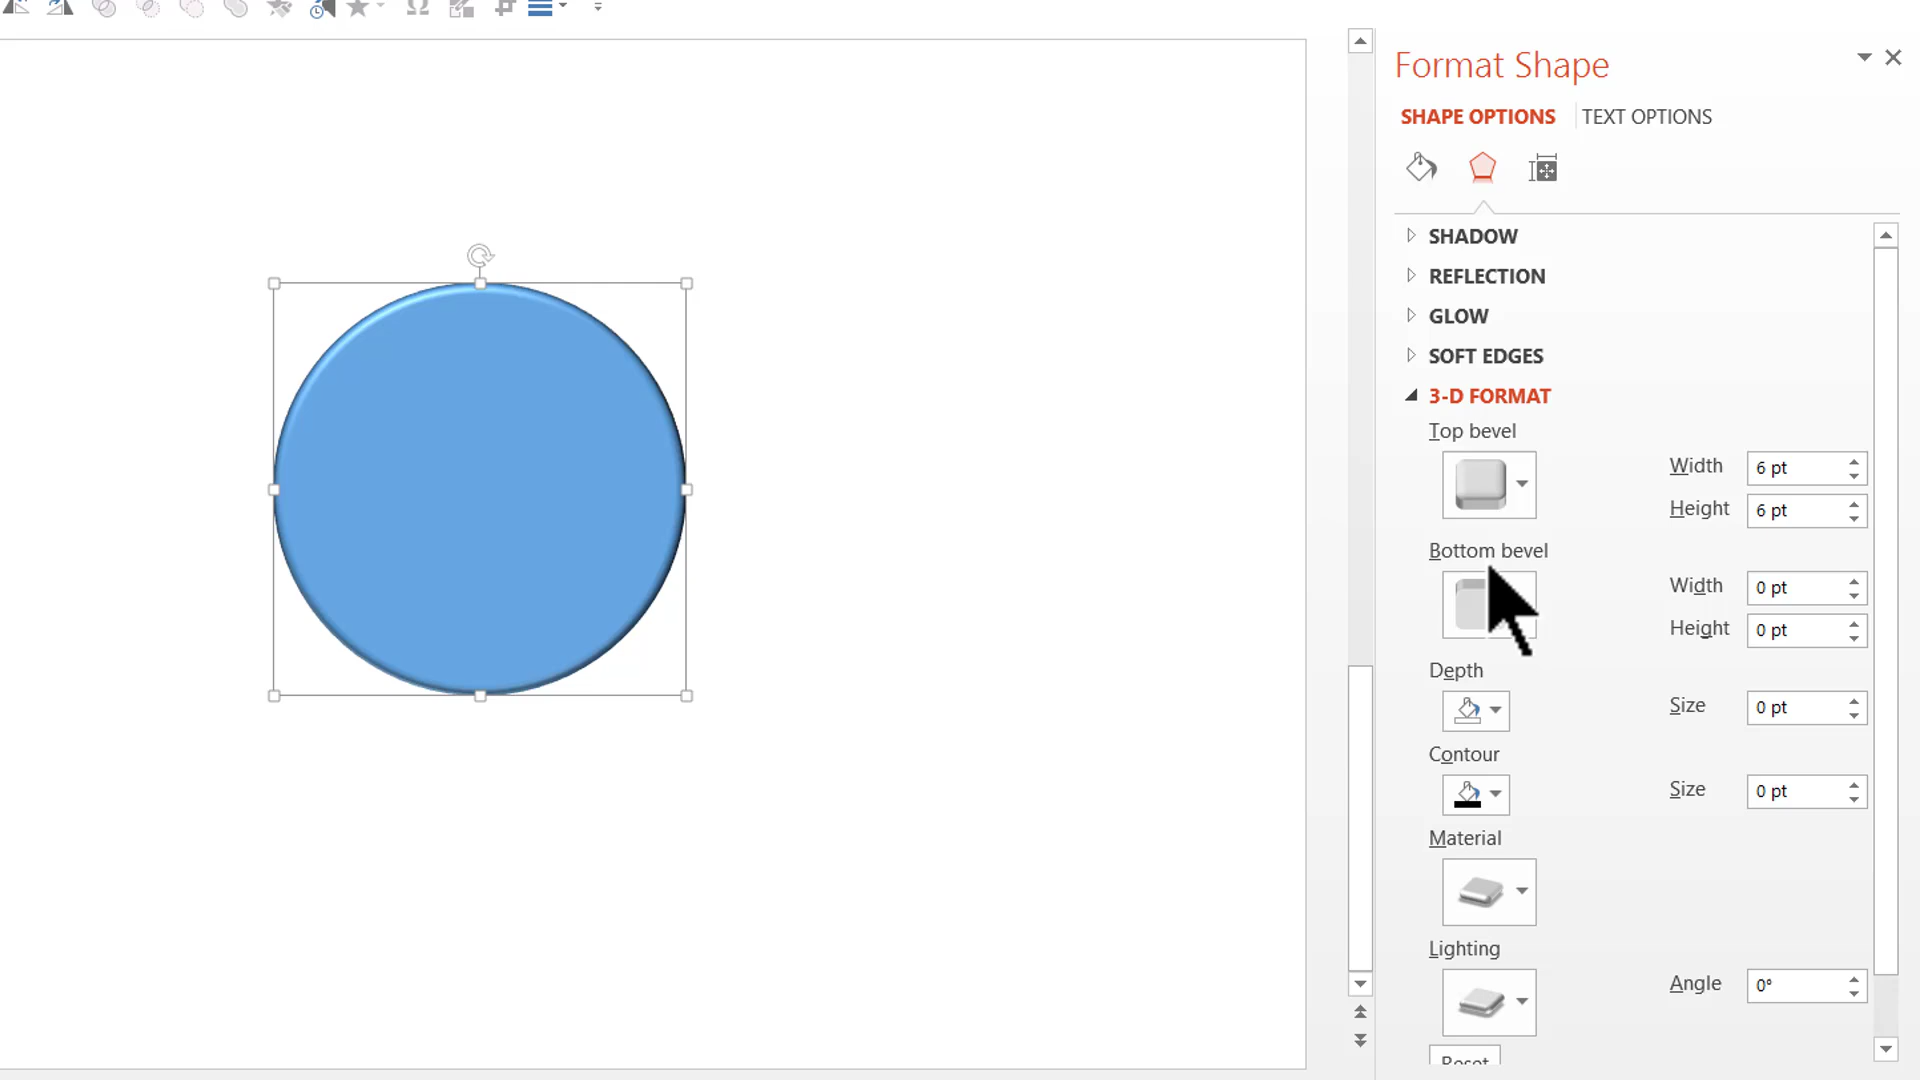 Format Shape
SHAPE OPTIONS TEXT OPTIONS
SHADOW
REFLECTION
GLOW
SOFT EDGES
3-D FORMAT
Top bevel
Width 6 pt
Height 6 pt
Bottom bevel
Width 0 pt
Height 0 pt
Depth
Size 0 pt
Contour
Size 0 pt
Material
Lighting
Angle 0°
Reset